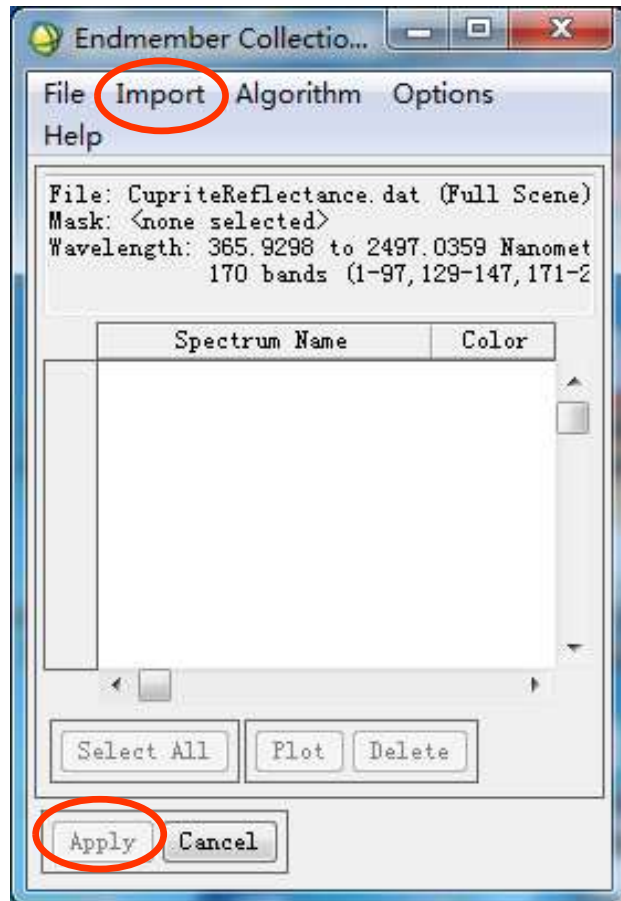 Endmember Collectio...
File Import Algorithm Options
Help
File: CupriteReflectance.dat (Full Scene)
Mask: <none selected>
Wavelength: 365.9298 to 2497.0359 Nanomet
170 bands (1-97,129-147,171-2
Spectrum Name Color
Select All Plot Delete
Apply Cancel